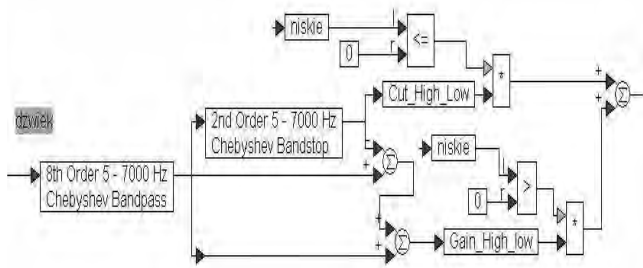 niskie
l
r
<=
0
*
+
+
Σ
Cut_High_Low
dzwiek
2nd Order 5 - 7000 Hz
Chebyshev Bandstop
8th Order 5 - 7000 Hz
Chebyshev Bandpass
+
Σ
niskie
l
r
>
0
*
+
+
Σ
Gain_High_low